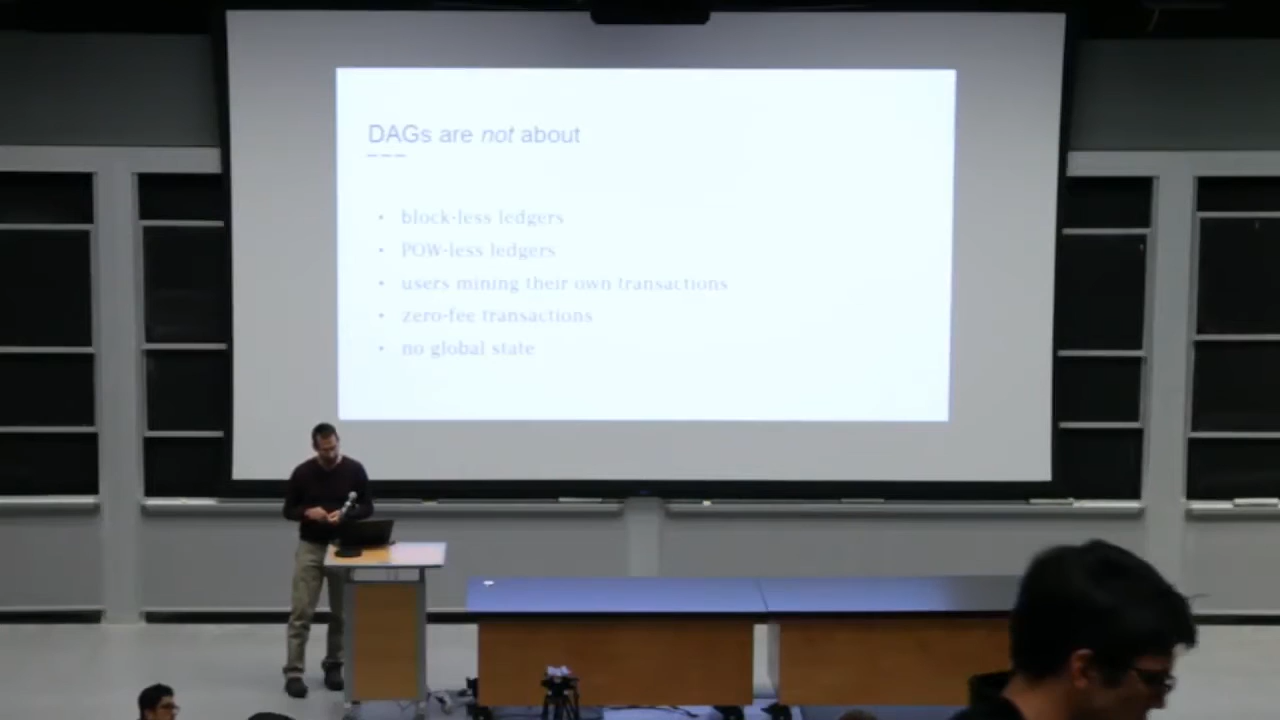 DAGs are not about
• block-less ledgers
• POW-less ledgers
• users mining their own transactions
• zero-fee transactions
• no global state